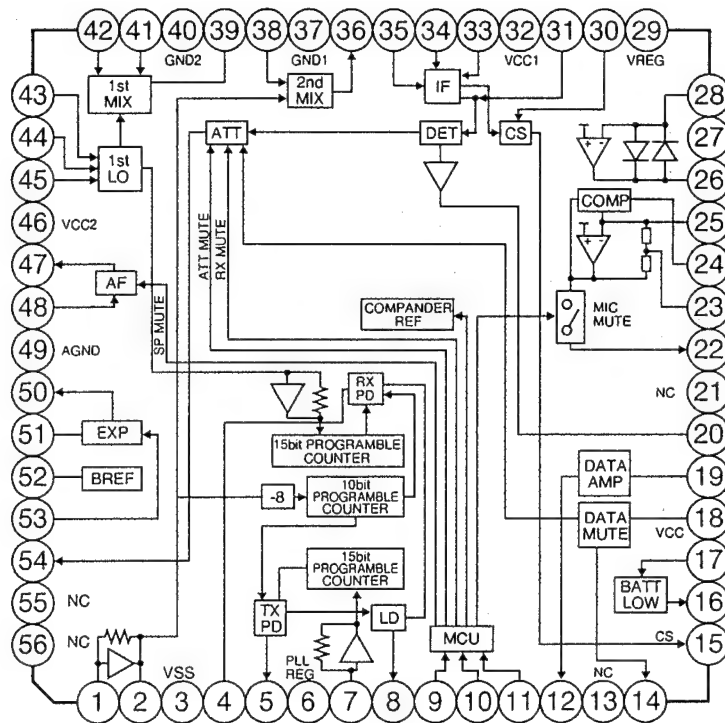 42 41 40 39 38 37 36 35 34 33 32 31 30 29
GND2
GND1
VCC1
VREG
43
1st
MIX
2nd
MIX
IF
28
44
ATT
DET
CS
27
1st
LO
45
26
COMP
46
VCC2
25
ATT MUTE
RX MUTE
47
AF
24
SP MUTE
48
COMPANDER
REF
MIC
MUTE
23
49
AGND
22
50
RX
PD
NC
21
51
EXP
15bit PROGRAMBLE
COUNTER
20
52
BREF
DATA
AMP
19
-8
10bit PROGRAMBLE
COUNTER
53
DATA
MUTE
VCC
18
54
15bit
PROGRAMBLE
COUNTER
17
55
NC
BATT
LOW
16
TX
PD
LD
56
NC
MCU
CS
15
VSS
PLL
REG
NC
1 2 3 4 5 6 7 8 9 10 11 12 13 14